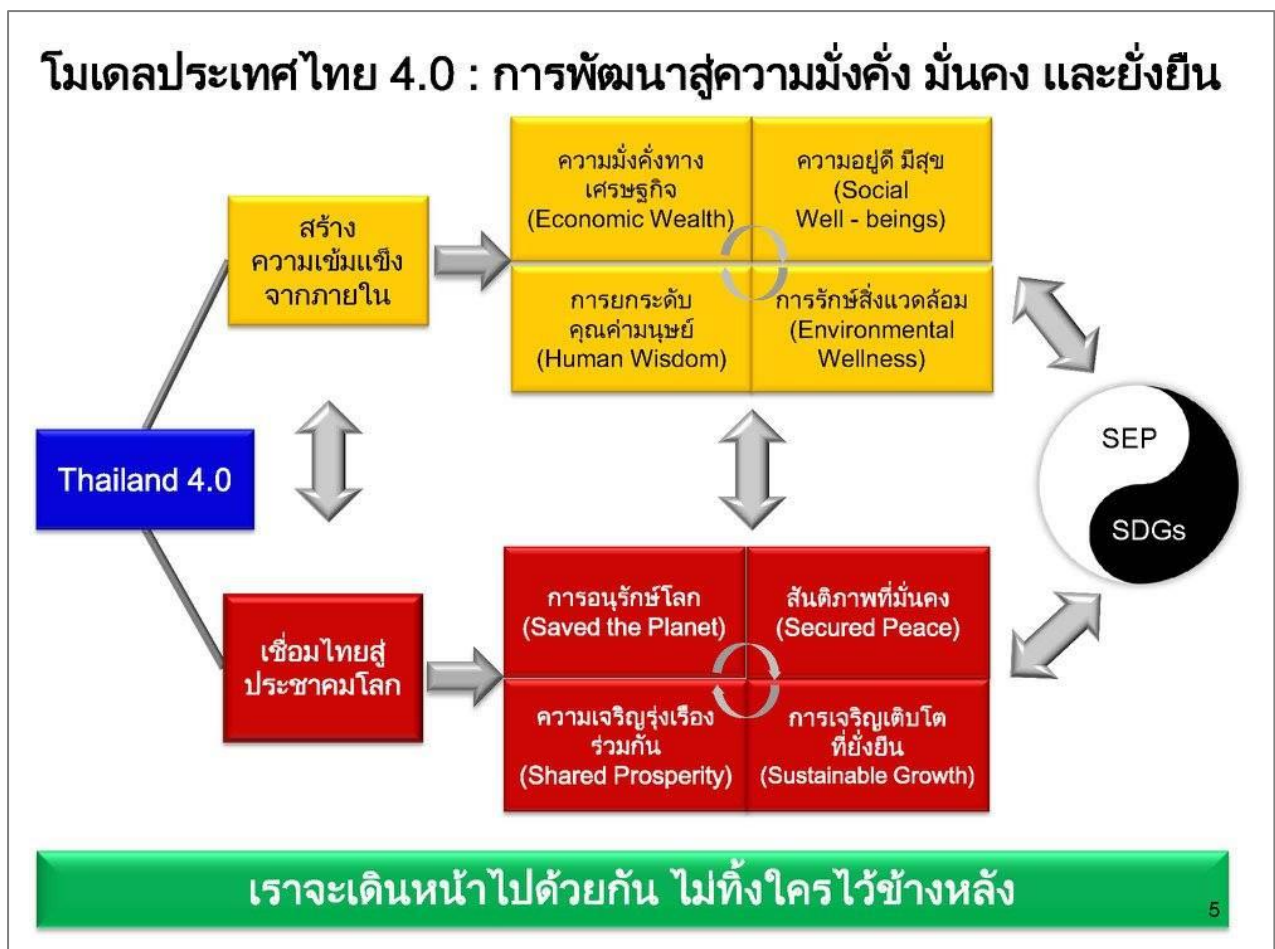 โมเดลประเทศไทย 4.0 : การพัฒนาสู่ความมั่งคั่ง มั่นคง และยั่งยืน
ความมั่งคั่งทาง
เศรษฐกิจ
(Economic Wealth)
ความอยู่ดี มีสุข
(Social
Well - beings)
สร้าง
ความเข้มแข็ง
จากภายใน
การยกระดับ
คุณค่ามนุษย์
(Human Wisdom)
การรักษ์สิ่งแวดล้อม
(Environmental
Wellness)
Thailand 4.0
SEP
SDGs
เชื่อมไทยสู่
ประชาคมโลก
การอนุรักษ์โลก
(Saved the Planet)
สันติภาพที่มั่นคง
(Secured Peace)
ความเจริญรุ่งเรือง
ร่วมกัน
(Shared Prosperity)
การเจริญเติบโต
ที่ยั่งยืน
(Sustainable Growth)
เราจะเดินหน้าไปด้วยกัน ไม่ทิ้งใครไว้ข้างหลัง
5